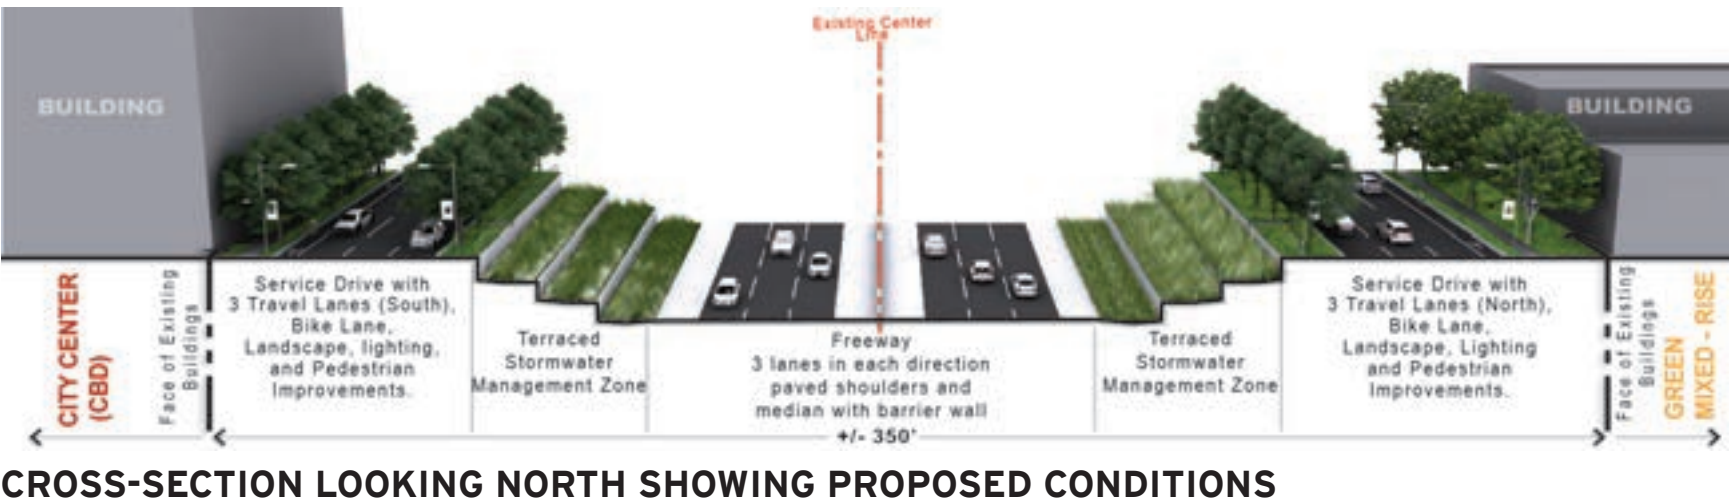 Existing Center
Line
BUILDING
BUILDING
CITY CENTER
(CBD)
Face of Existing
Buildings
Service Drive with
3 Travel Lanes (South),
Bike Lane,
Landscape, lighting,
and Pedestrian
Improvements.
Terraced
Stormwater
Management Zone
Freeway
3 lanes in each direction
paved shoulders and
median with barrier wall
Terraced
Stormwater
Management Zone
Service Drive with
3 Travel Lanes (North),
Bike Lane,
Landscape, Lighting
and Pedestrian
Improvements.
Face of Existing
Buildings
GREEN
MIXED - RISE
+/- 350'
CROSS-SECTION LOOKING NORTH SHOWING PROPOSED CONDITIONS